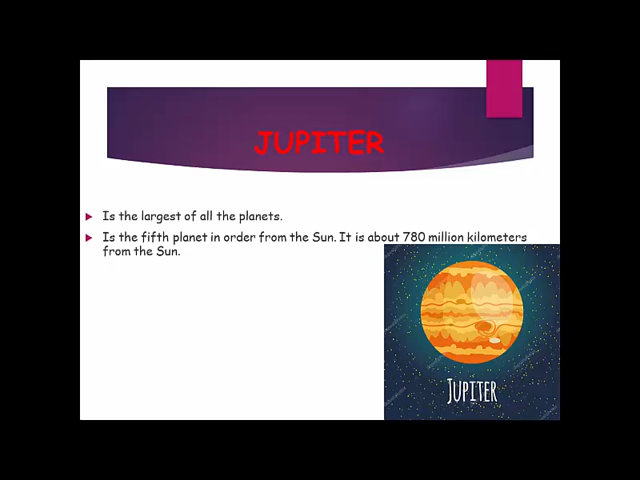 JUPITER
Is the largest of all the planets.
Is the fifth planet in order from the Sun. It is about 780 million kilometers
from the Sun.
JUPITER